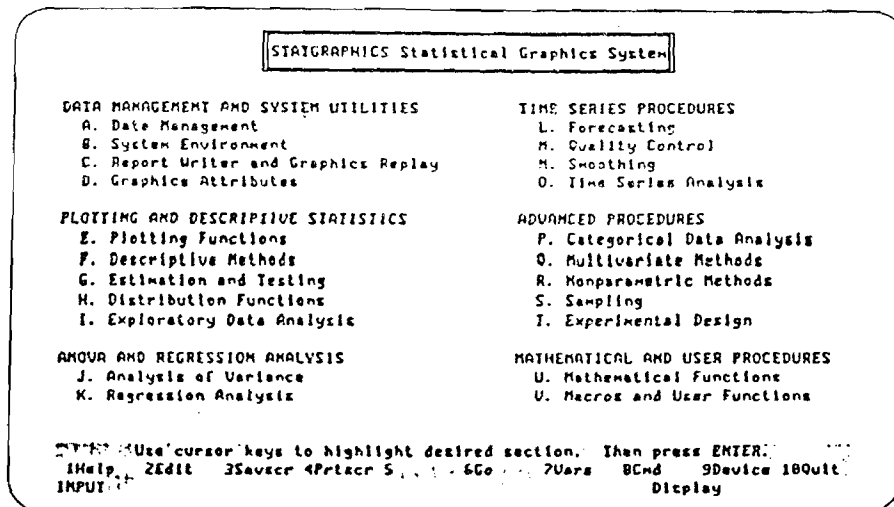 STATGRAPHICS Statistical Graphics System
DATA MANAGEMENT AND SYSTEM UTILITIES
A. Date Management
B. System Environment
C. Report Writer and Graphics Replay
D. Graphics Attributes
PLOTTING AND DESCRIPTIVE STATISTICS
E. Plotting Functions
F. Descriptive Methods
G. Estimation and Testing
H. Distribution Functions
I. Exploratory Data Analysis
ANOVA AND REGRESSION ANALYSIS
J. Analysis of Variance
K. Regression Analysis
TIME SERIES PROCEDURES
L. Forecasting
M. Quality Control
N. Smoothing
O. Time Series Analysis
ADVANCED PROCEDURES
P. Categorical Data Analysis
Q. Multivariate Methods
R. Nonparametric Methods
S. Sampling
T. Experimental Design
MATHEMATICAL AND USER PROCEDURES
U. Mathematical Functions
V. Macros and User Functions
Use cursor keys to highlight desired section. Then press ENTER.
1Help 2Edit 3Savscr 4Prtscr 5 6Go 7Vars 8Cmd 9Device 10Quit
INPUT Display